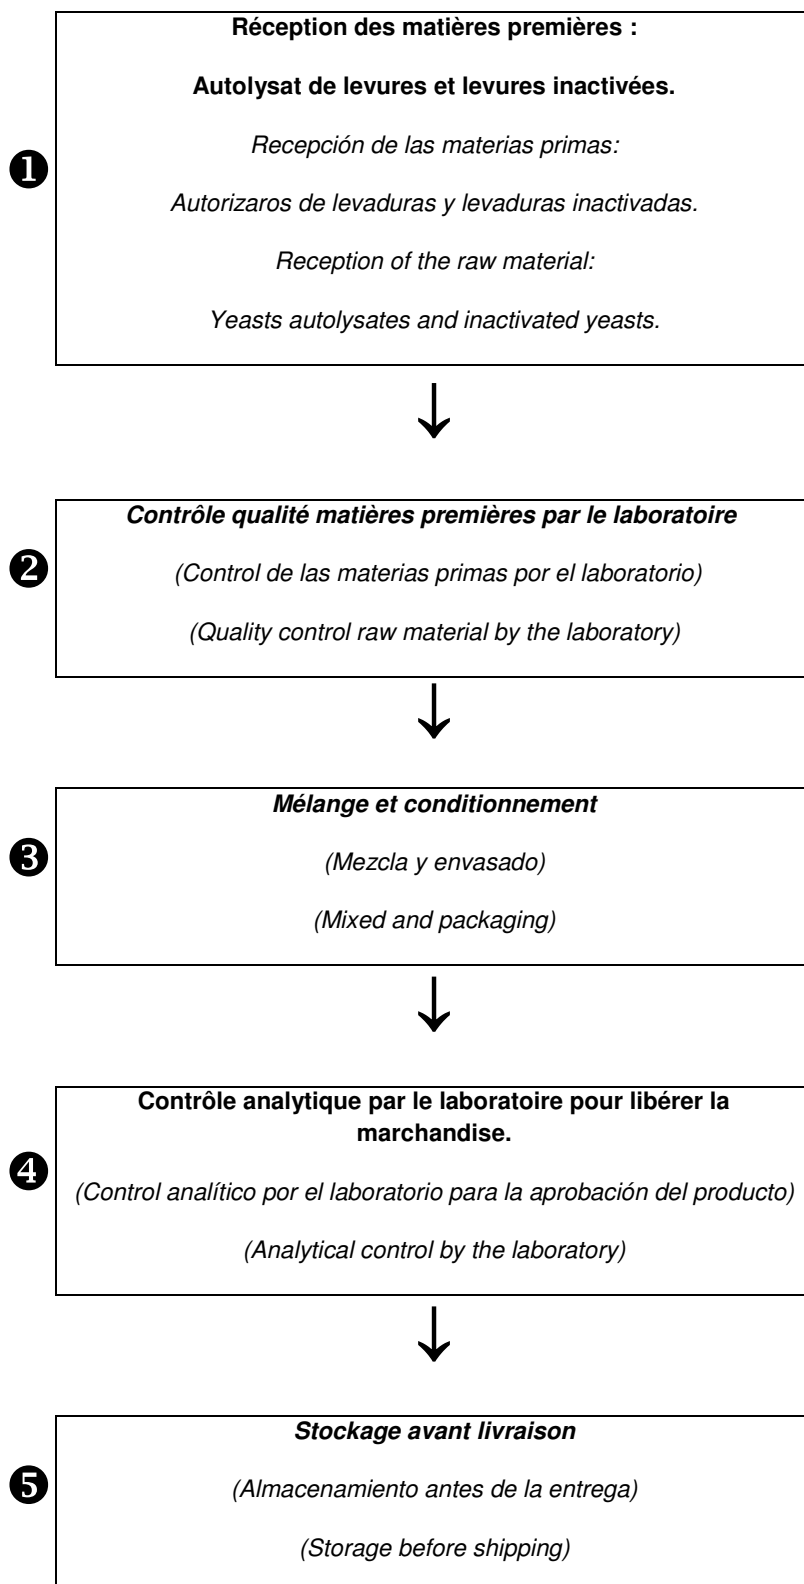 Réception des matières premières :
Autolysat de levures et levures inactivées.
Recepción de las materias primas:
Autorizaros de levaduras y levaduras inactivadas.
Reception of the raw material:
Yeasts autolysates and inactivated yeasts.
❶
↓
Contrôle qualité matières premières par le laboratoire
(Control de las materias primas por el laboratorio)
(Quality control raw material by the laboratory)
❷
↓
Mélange et conditionnement
(Mezcla y envasado)
(Mixed and packaging)
❸
↓
Contrôle analytique par le laboratoire pour libérer la
marchandise.
(Control analítico por el laboratorio para la aprobación del producto)
(Analytical control by the laboratory)
❹
↓
Stockage avant livraison
(Almacenamiento antes de la entrega)
(Storage before shipping)
❺